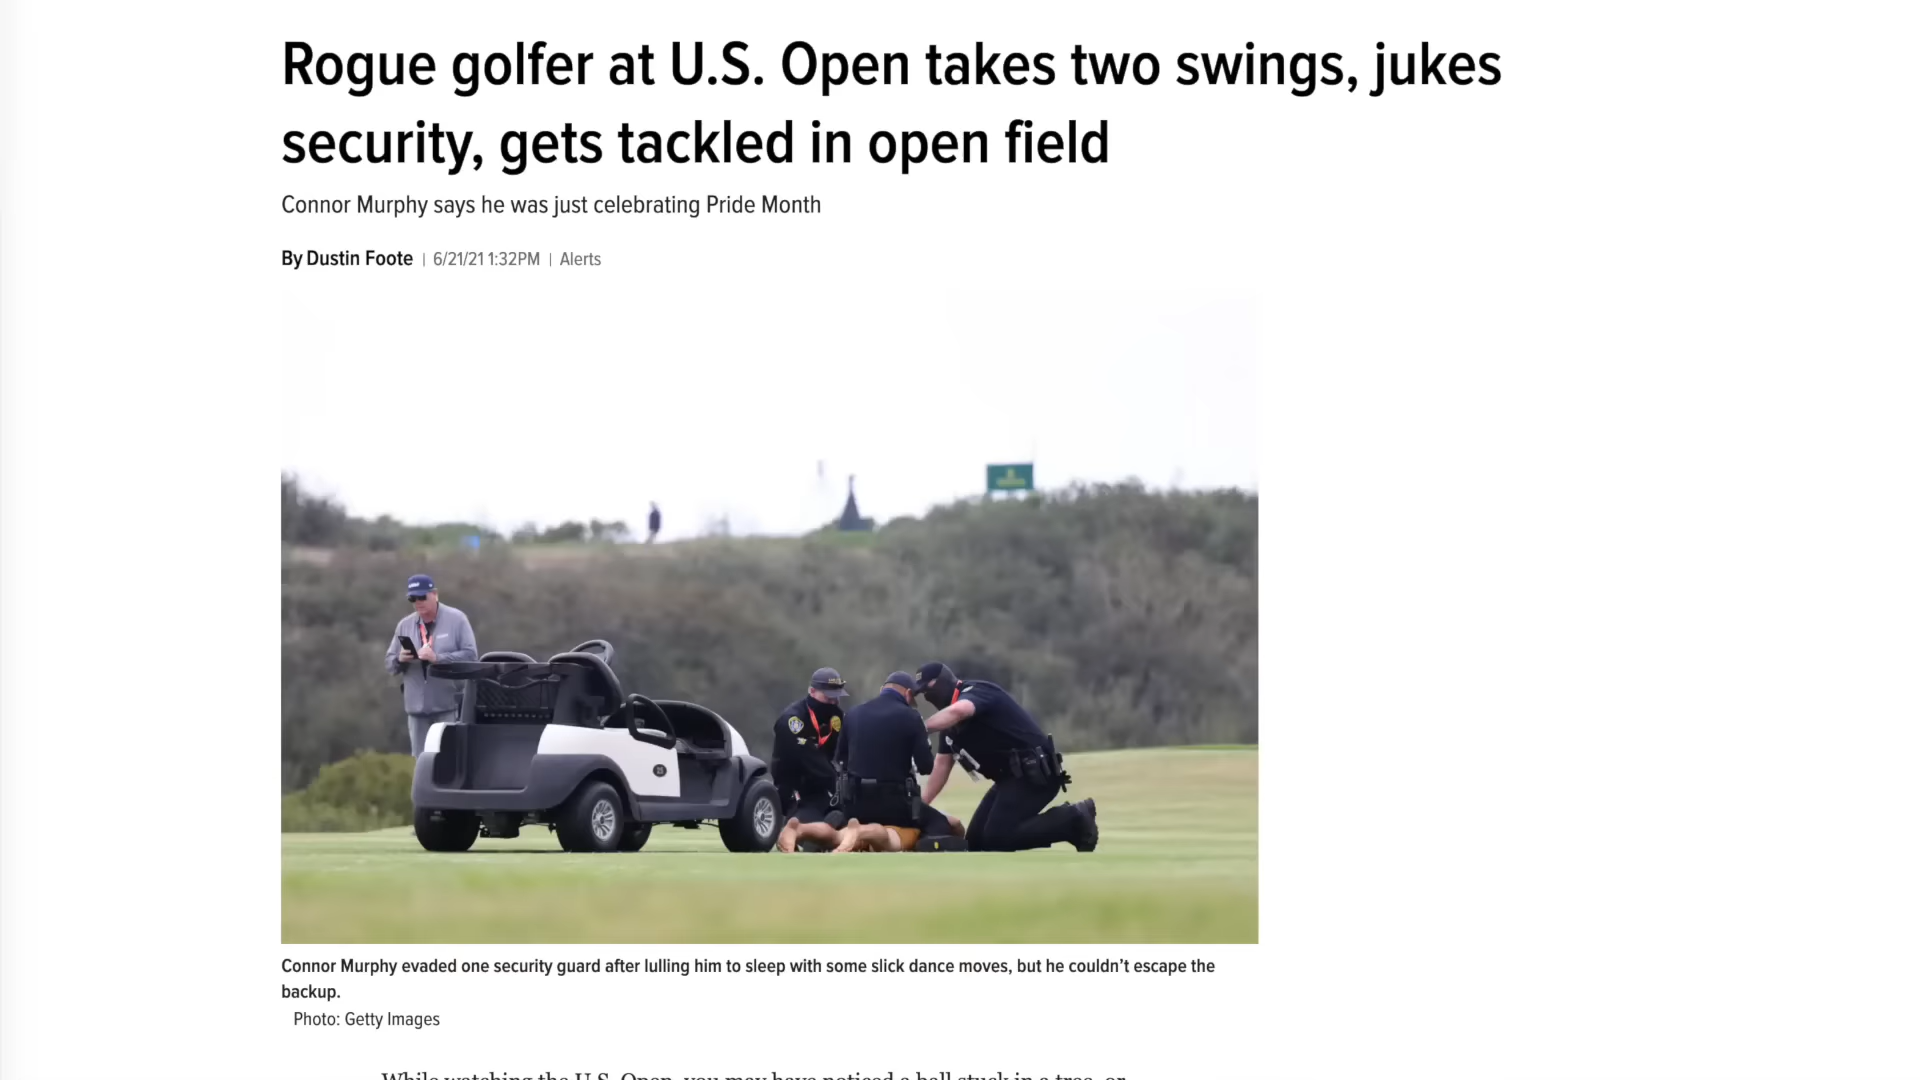 Rogue golfer at U.S. Open takes two swings, jukes
security, gets tackled in open field
Connor Murphy says he was just celebrating Pride Month
By Dustin Foote | 6/21/21 1:32PM | Alerts
Connor Murphy evaded one security guard after lulling him to sleep with some slick dance moves, but he couldn’t escape the
backup.
Photo: Getty Images
While watching the U.S. Open, you may have noticed a ball stuck in a tree, or